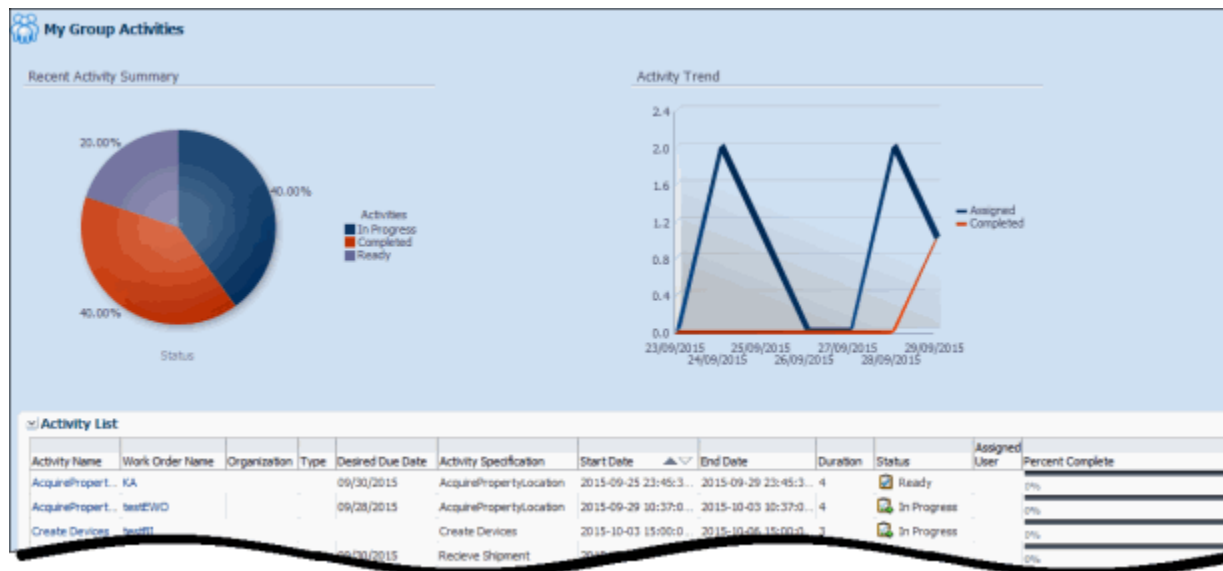 My Group Activities
Recent Activity Summary
Activity Trend
20.00%
40.00%
40.00%
Status
Activities
In Progress
Completed
Ready
2.4
2.0
1.6
1.2
0.8
0.4
0.0
23/09/2015 25/09/2015 27/09/2015 29/09/2015
24/09/2015 26/09/2015 28/09/2015
Assigned
Completed
Activity List
Activity Name Work Order Name Organization Type Desired Due Date Activity Specification Start Date End Date Duration Status Assigned User Percent Complete
AcquirePropert... KA 09/30/2015 AcquirePropertyLocation 2015-09-25 23:45:3... 2015-09-29 23:45:3... 4 Ready 0%
AcquirePropert... testEWO 09/28/2015 AcquirePropertyLocation 2015-09-29 10:37:0... 2015-10-03 10:37:0... 4 In Progress 0%
Create Devices testBI Create Devices 2015-10-03 15:00:0... 2015-10-06 15:00:0... 3 In Progress 0%
09/30/2015 Recieve Shipment 0%